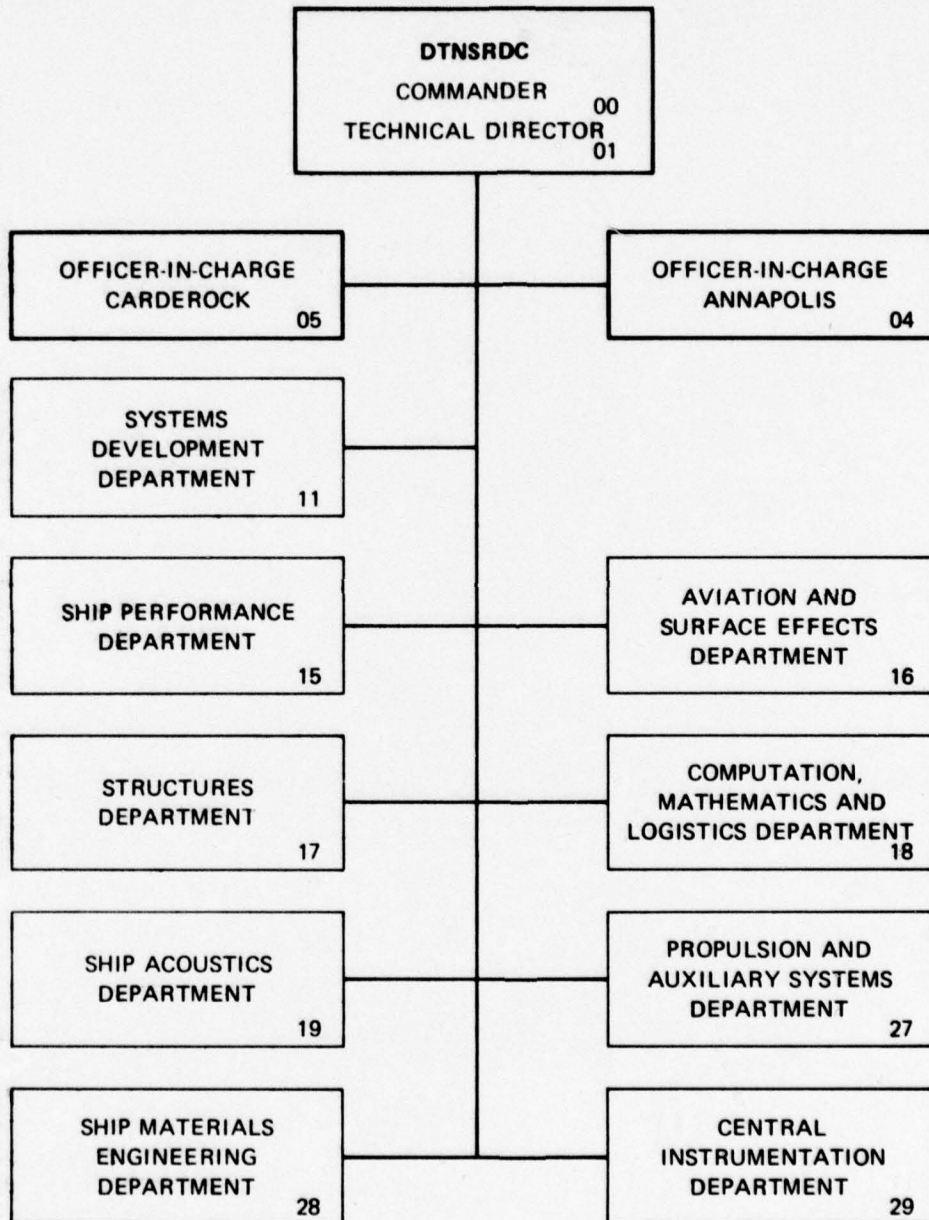 DTNSRDC
COMMANDER
00
TECHNICAL DIRECTOR
01
OFFICER-IN-CHARGE
CARDEROCK
05
OFFICER-IN-CHARGE
ANNAPOLIS
04
SYSTEMS
DEVELOPMENT
DEPARTMENT
11
SHIP PERFORMANCE
DEPARTMENT
15
AVIATION AND
SURFACE EFFECTS
DEPARTMENT
16
STRUCTURES
DEPARTMENT
17
COMPUTATION,
MATHEMATICS AND
LOGISTICS DEPARTMENT
18
SHIP ACOUSTICS
DEPARTMENT
19
PROPULSION AND
AUXILIARY SYSTEMS
DEPARTMENT
27
SHIP MATERIALS
ENGINEERING
DEPARTMENT
28
CENTRAL
INSTRUMENTATION
DEPARTMENT
29